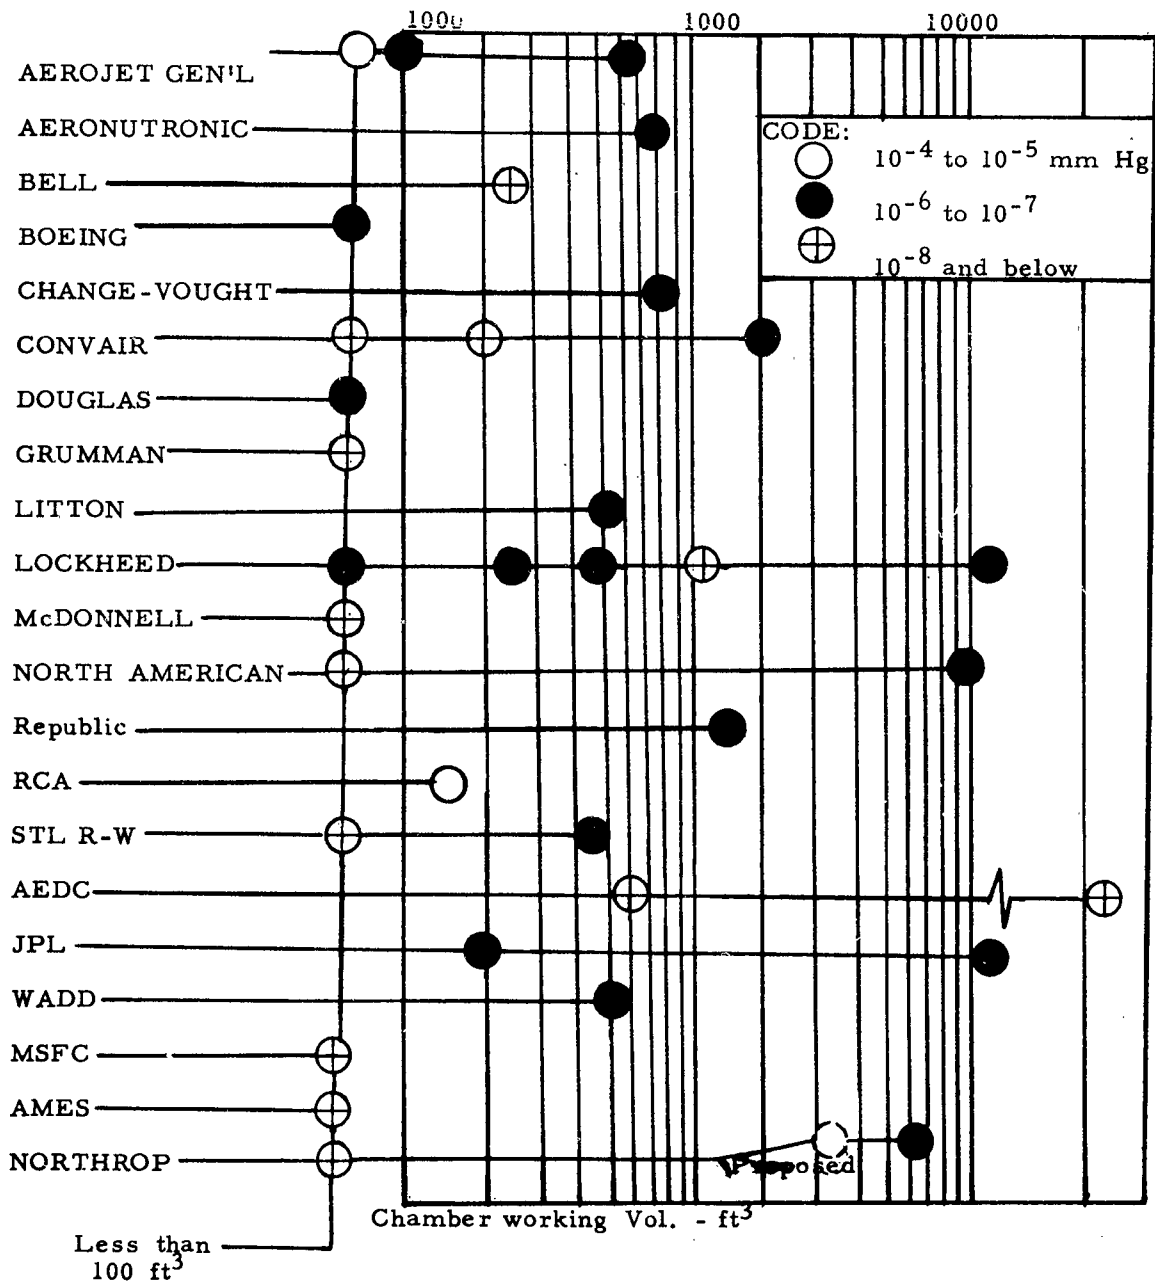 1000 1000 10000
AEROJET GEN'L
AERONUTRONIC
CODE:
10-4 to 10-5 mm Hg
BELL
10-6 to 10-7
BOEING
10-8 and below
CHANGE-VOUGHT
CONVAIR
DOUGLAS
GRUMMAN
LITTON
LOCKHEED
McDONNELL
NORTH AMERICAN
Republic
RCA
STL R-W
AEDC
JPL
WADD
MSFC
AMES
NORTHROP
Proposed
Chamber working Vol. - ft3
Less than
100 ft3